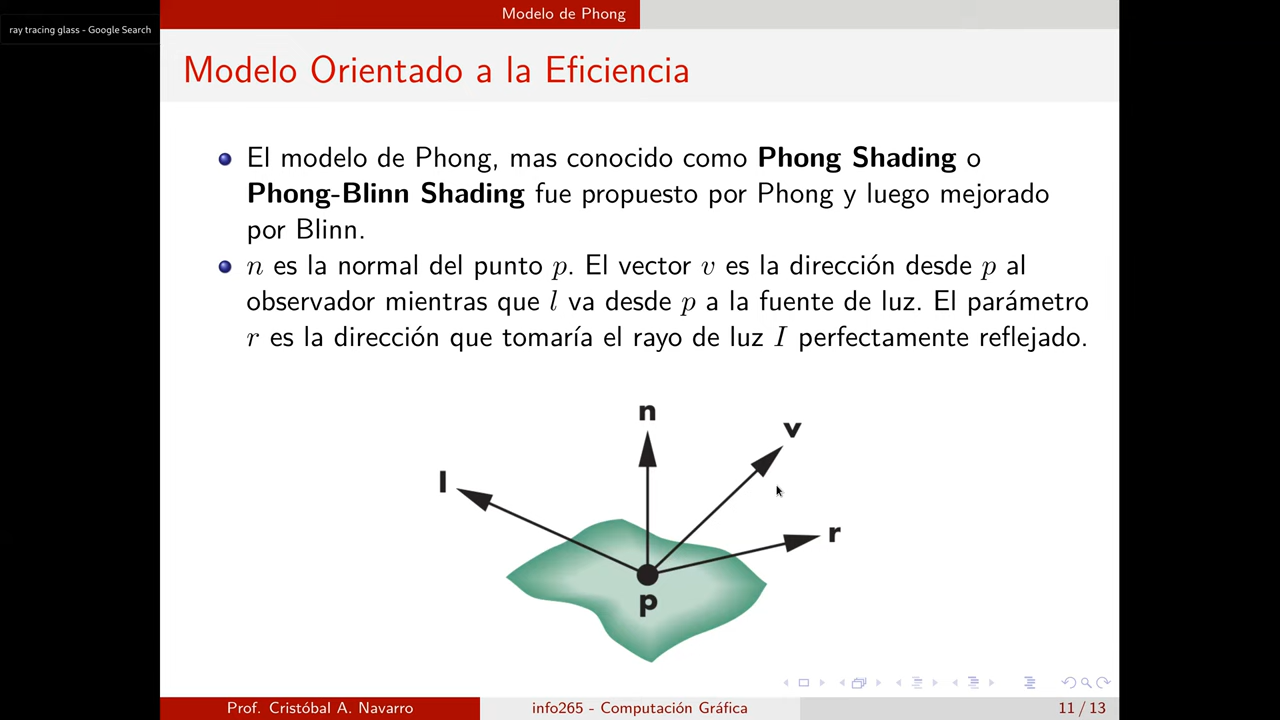 ray tracing glass - Google Search
Modelo de Phong
Modelo Orientado a la Eficiencia
El modelo de Phong, mas conocido como Phong Shading o
Phong-Blinn Shading fue propuesto por Phong y luego mejorado
por Blinn.
n es la normal del punto p. El vector v es la dirección desde p al
observador mientras que l va desde p a la fuente de luz. El parámetro
r es la dirección que tomaría el rayo de luz I perfectamente reflejado.
n
v
l
r
p
Prof. Cristóbal A. Navarro
info265 - Computación Gráfica
11 / 13